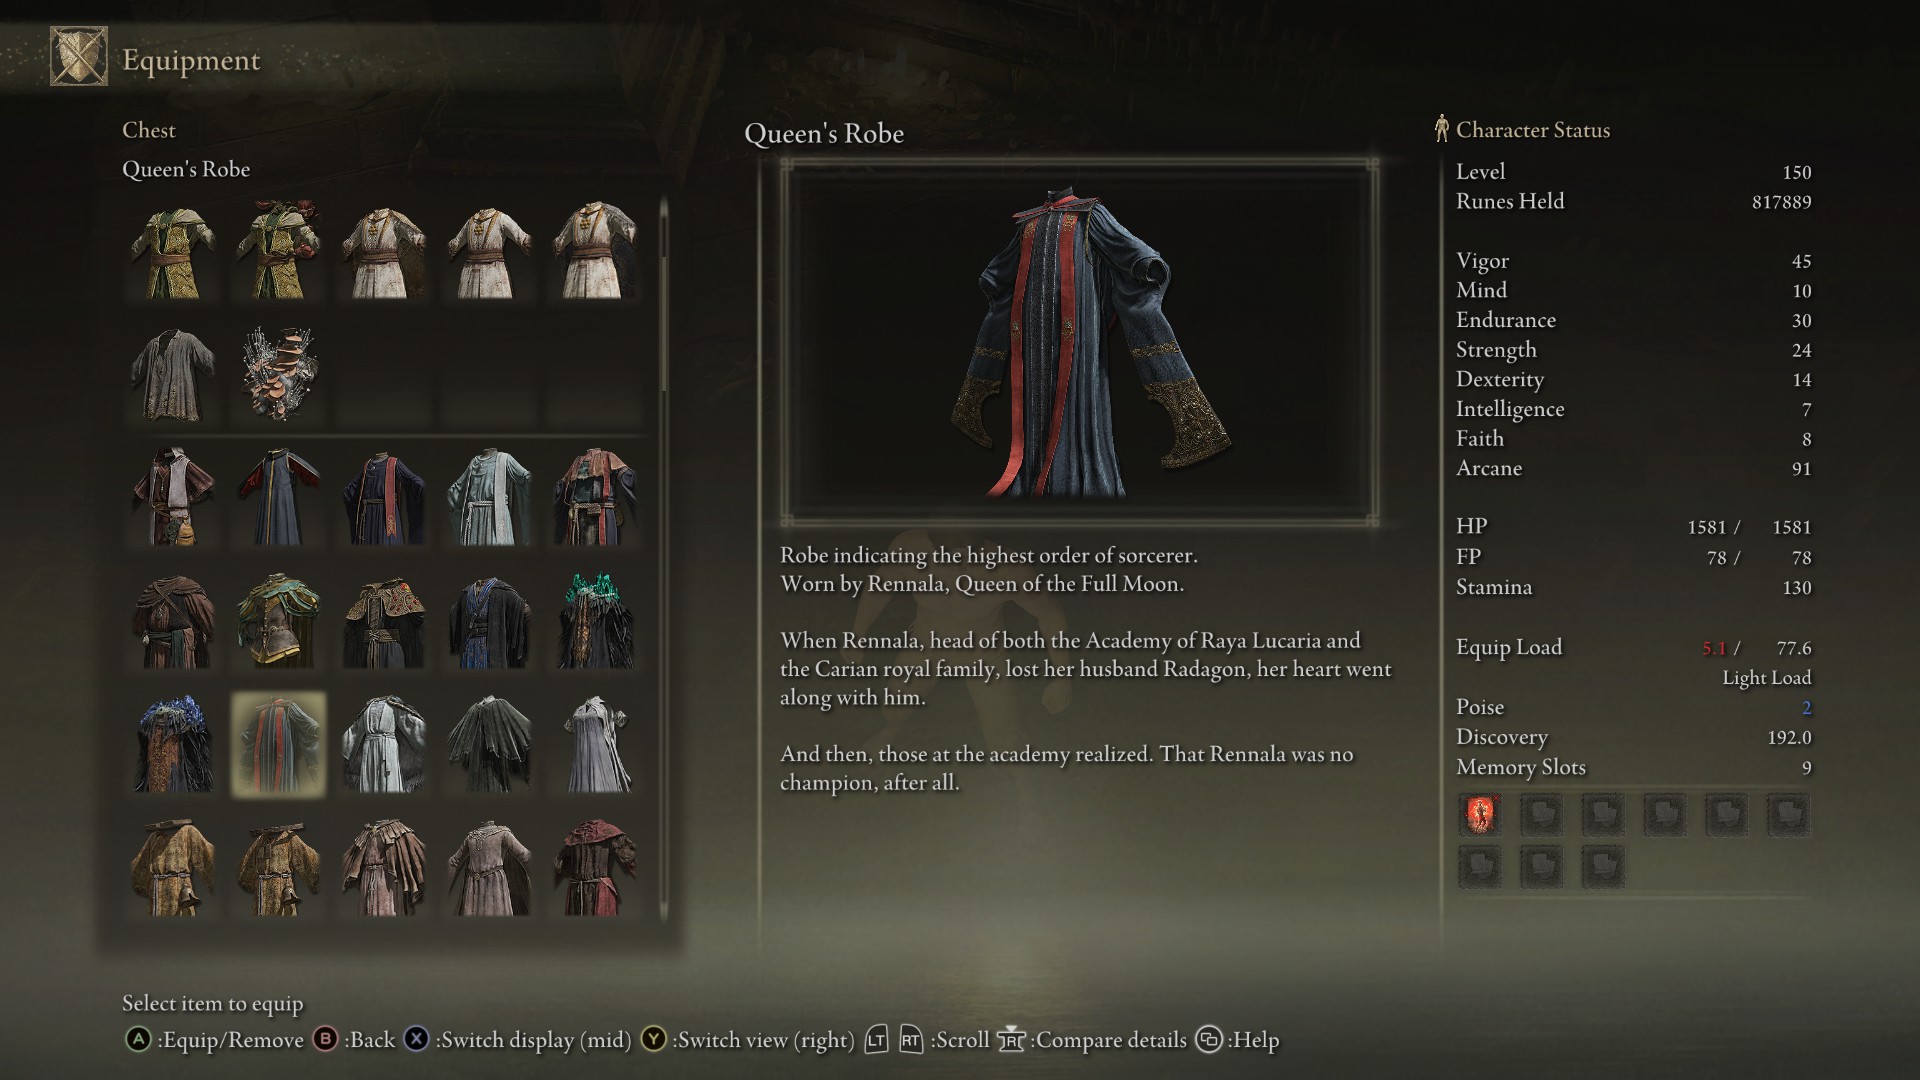 Equipment
Chest
Queen's Robe
Queen's Robe
Robe indicating the highest order of sorcerer.
Worn by Rennala, Queen of the Full Moon.
When Rennala, head of both the Academy of Raya Lucaria and
the Carian royal family, lost her husband Radagon, her heart went
along with him.
And then, those at the academy realized. That Rennala was no
champion, after all.
Character Status
Level 150
Runes Held 817889
Vigor 45
Mind 10
Endurance 30
Strength 24
Dexterity 14
Intelligence 7
Faith 8
Arcane 91
HP 1581 / 1581
FP 78 / 78
Stamina 130
Equip Load 5.1 / 77.6
Light Load
Poise 2
Discovery 192.0
Memory Slots 9
Select item to equip
A :Equip/Remove B :Back X :Switch display (mid) Y :Switch view (right) LT RT :Scroll R :Compare details :Help